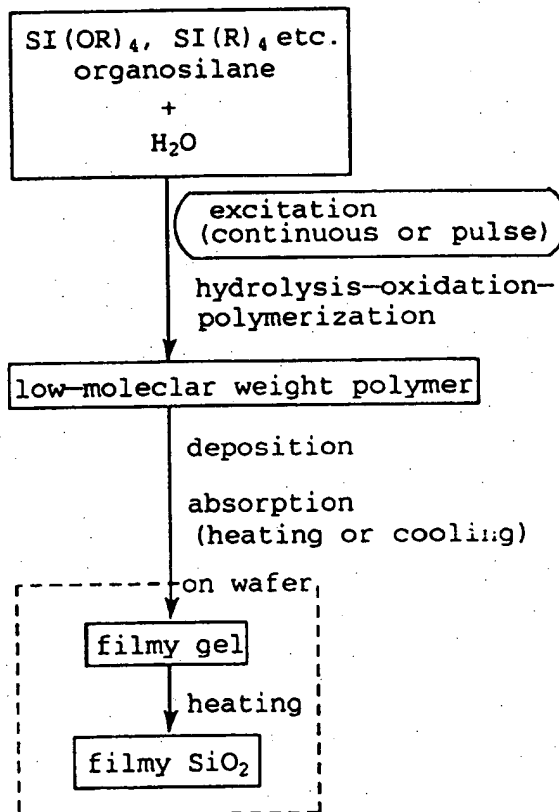 SI(OR)₄, SI(R)₄ etc.
organosilane
+
H₂O
excitation
(continuous or pulse)
hydrolysis—oxidation—
polymerization
low—moleclar weight polymer
deposition
absorption
(heating or cooling)
on wafer
filmy gel
heating
filmy SiO₂